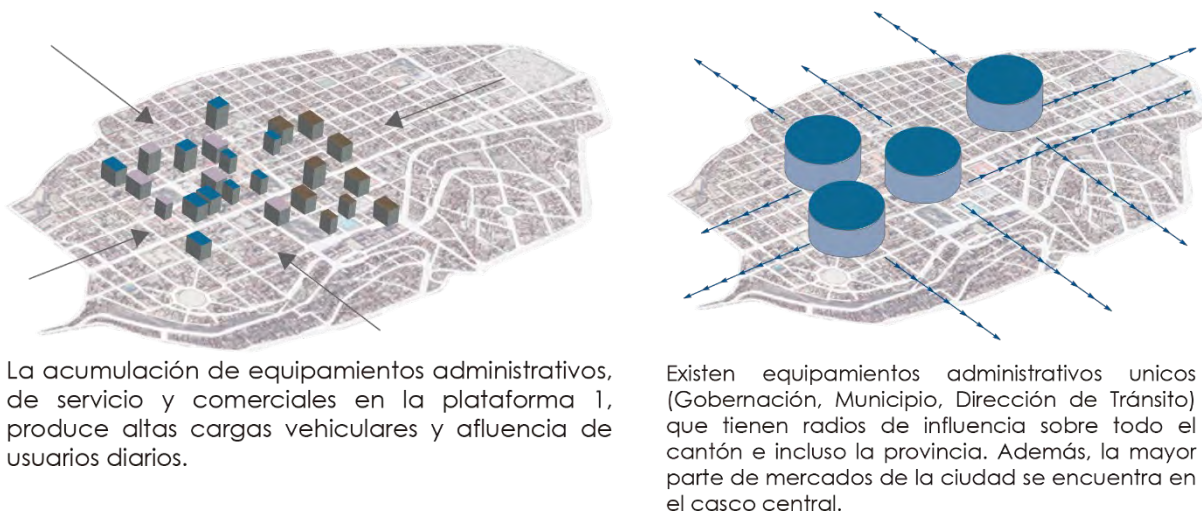 La acumulación de equipamientos administrativos,
de servicio y comerciales en la plataforma 1,
produce altas cargas vehiculares y afluencia de
usuarios diarios.
Existen equipamientos administrativos unicos
(Gobernación, Municipio, Dirección de Tránsito)
que tienen radios de influencia sobre todo el
cantón e incluso la provincia. Además, la mayor
parte de mercados de la ciudad se encuentra en
el casco central.